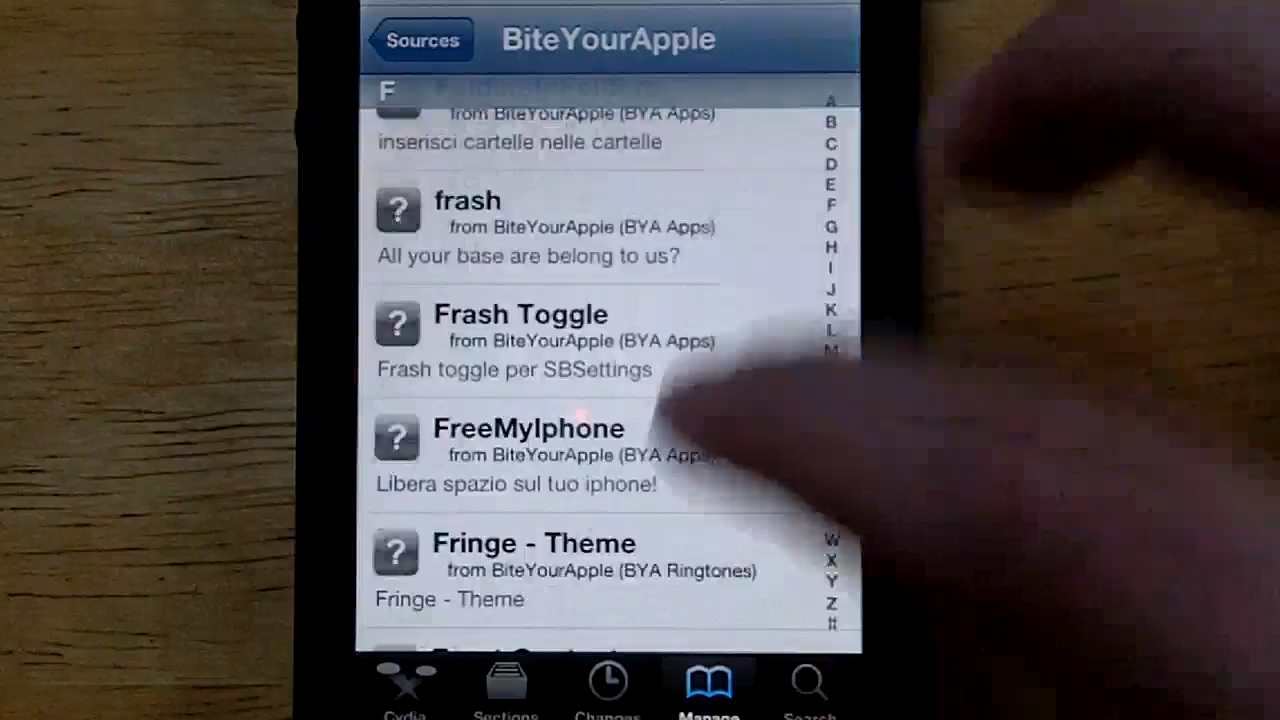 Sources
BiteYourApple
F
from BiteYourApple (BYA Apps)
inserisci cartelle nelle cartelle
frash
from BiteYourApple (BYA Apps)
All your base are belong to us?
Frash Toggle
from BiteYourApple (BYA Apps)
Frash toggle per SBSettings
FreeMyIphone
from BiteYourApple (BYA Apps)
Libera spazio sul tuo iphone!
Fringe - Theme
from BiteYourApple (BYA Ringtones)
Fringe - Theme
A
B
C
D
E
F
G
H
I
J
K
L
M
W
X
Y
Z
#
Cydia
Sections
Changes
Manage
Search